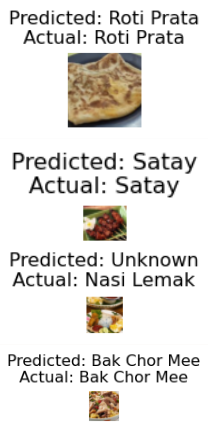 Predicted: Roti Prata
Actual: Roti Prata
Predicted: Satay
Actual: Satay
Predicted: Unknown
Actual: Nasi Lemak
Predicted: Bak Chor Mee
Actual: Bak Chor Mee